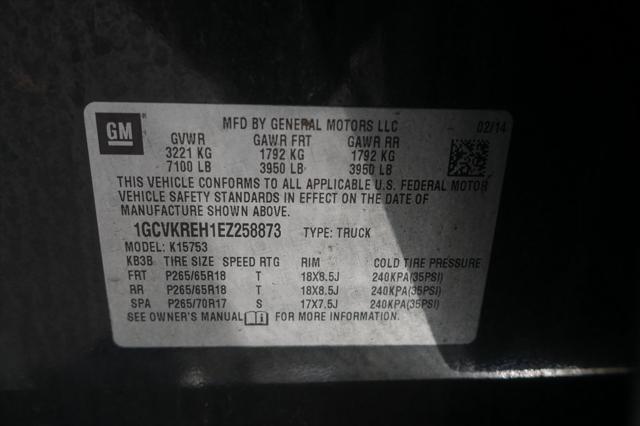 GM
MFD BY GENERAL MOTORS LLC 02/14
GVWR GAWR FRT GAWR RR
3221 KG 1792 KG 1792 KG
7100 LB 3950 LB 3950 LB
THIS VEHICLE CONFORMS TO ALL APPLICABLE U.S. FEDERAL MOTOR
VEHICLE SAFETY STANDARDS IN EFFECT ON THE DATE OF
MANUFACTURE SHOWN ABOVE.
1GCVKREH1EZ258873 TYPE: TRUCK
MODEL: K15753
KB3B TIRE SIZE SPEED RTG RIM COLD TIRE PRESSURE
FRT P265/65R18 T 18X8.5J 240KPA(35PSI)
RR P265/65R18 T 18X8.5J 240KPA(35PSI)
SPA P265/70R17 S 17X7.5J 240KPA(35PSI)
SEE OWNER'S MANUAL FOR MORE INFORMATION.